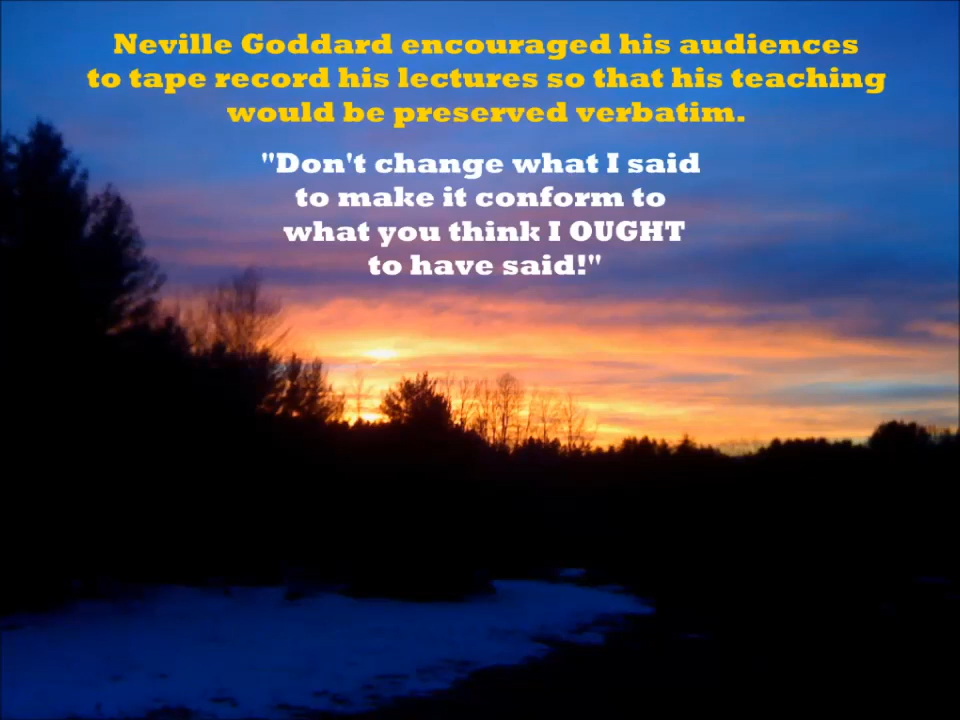 Neville Goddard encouraged his audiences
to tape record his lectures so that his teaching
would be preserved verbatim.
"Don't change what I said
to make it conform to
what you think I OUGHT
to have said!"